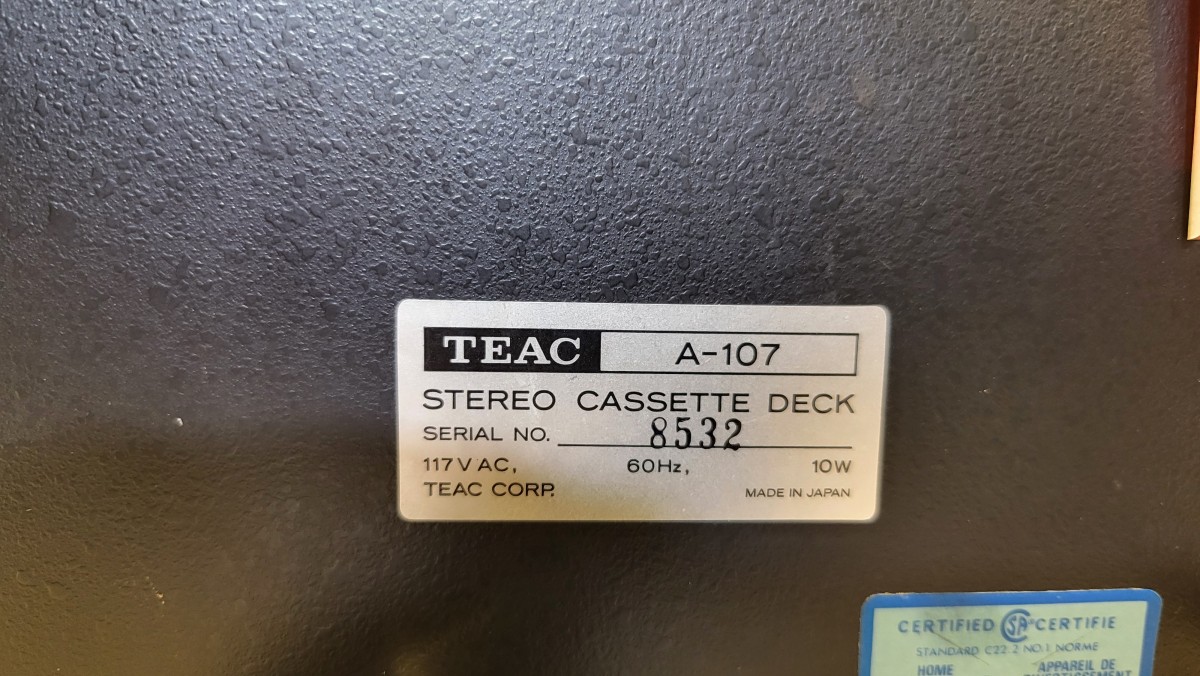 TEAC A-107
STEREO CASSETTE DECK
SERIAL NO. 8532
117V AC, 60Hz, 10W
TEAC CORP. MADE IN JAPAN
CERTIFIED SA CERTIFIE
STANDARD C22.2 NO.1 NORME
HOME APPAREIL DE